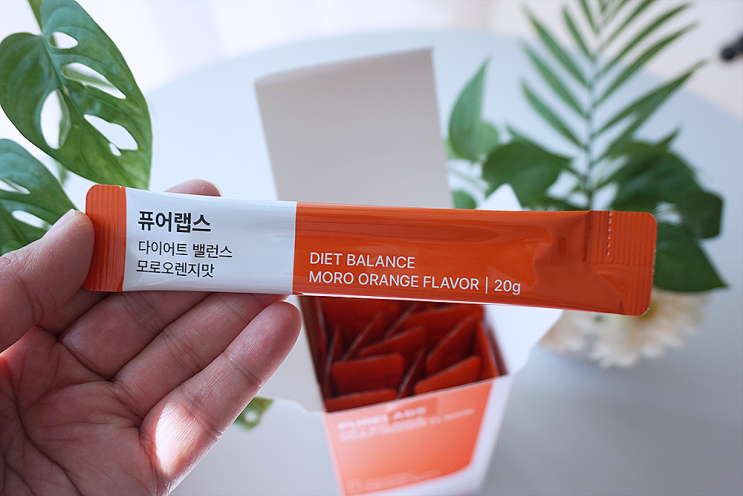 퓨어랩스
다이어트 밸런스
모로오렌지맛
DIET BALANCE
MORO ORANGE FLAVOR | 20g
PURELABS